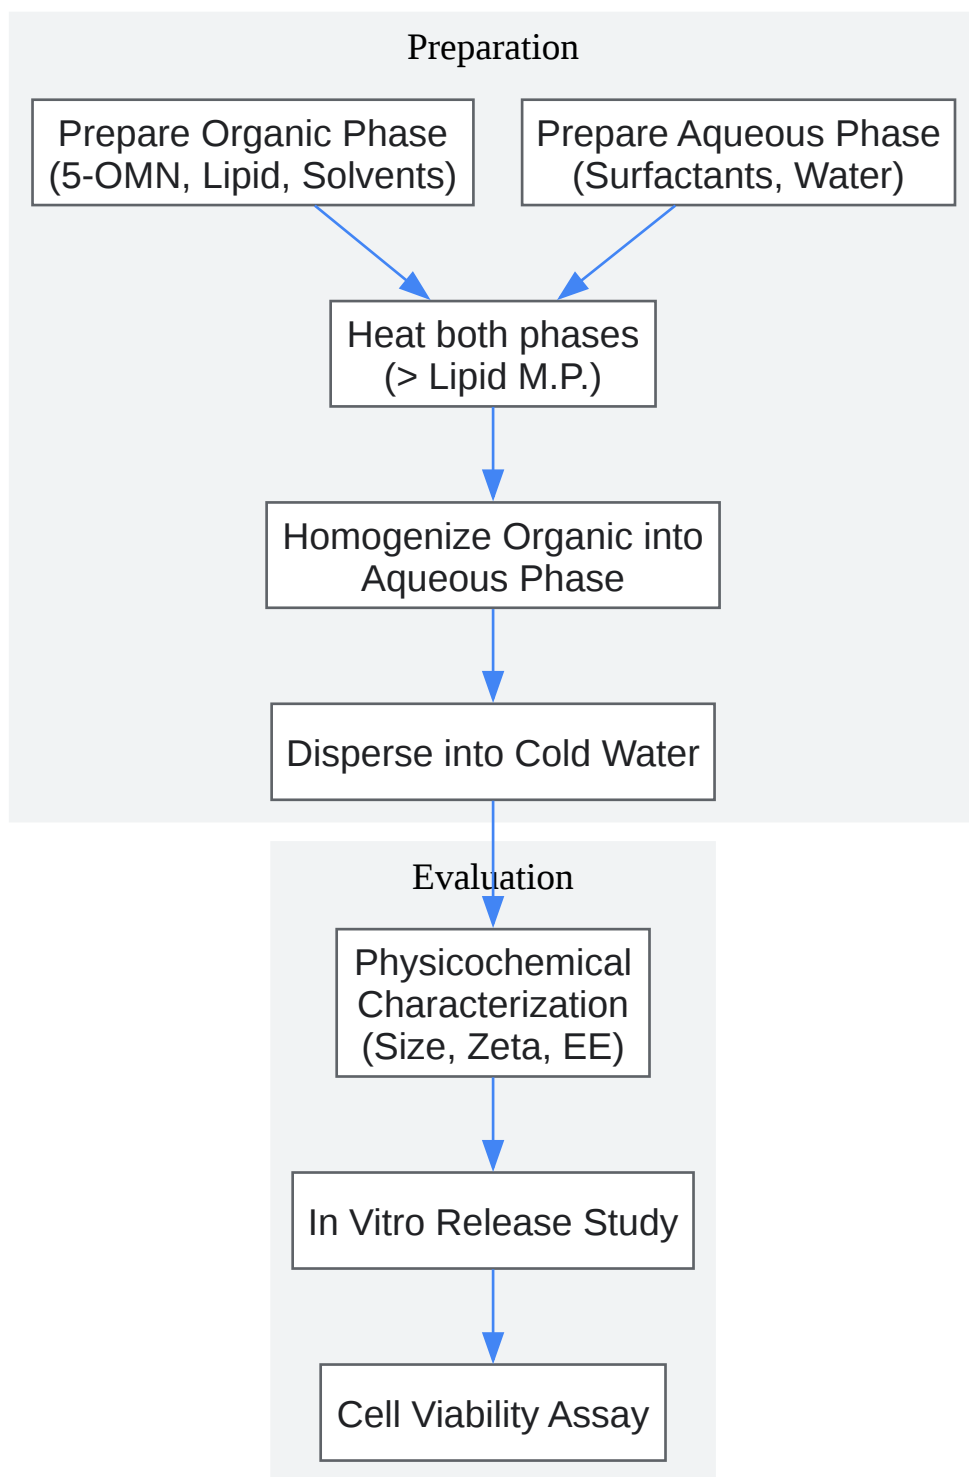 Preparation
Prepare Organic Phase
(5-OMN, Lipid, Solvents)
Prepare Aqueous Phase
(Surfactants, Water)
Heat both phases
(> Lipid M.P.)
Homogenize Organic into
Aqueous Phase
Disperse into Cold Water
Evaluation
Physicochemical
Characterization
(Size, Zeta, EE)
In Vitro Release Study
Cell Viability Assay